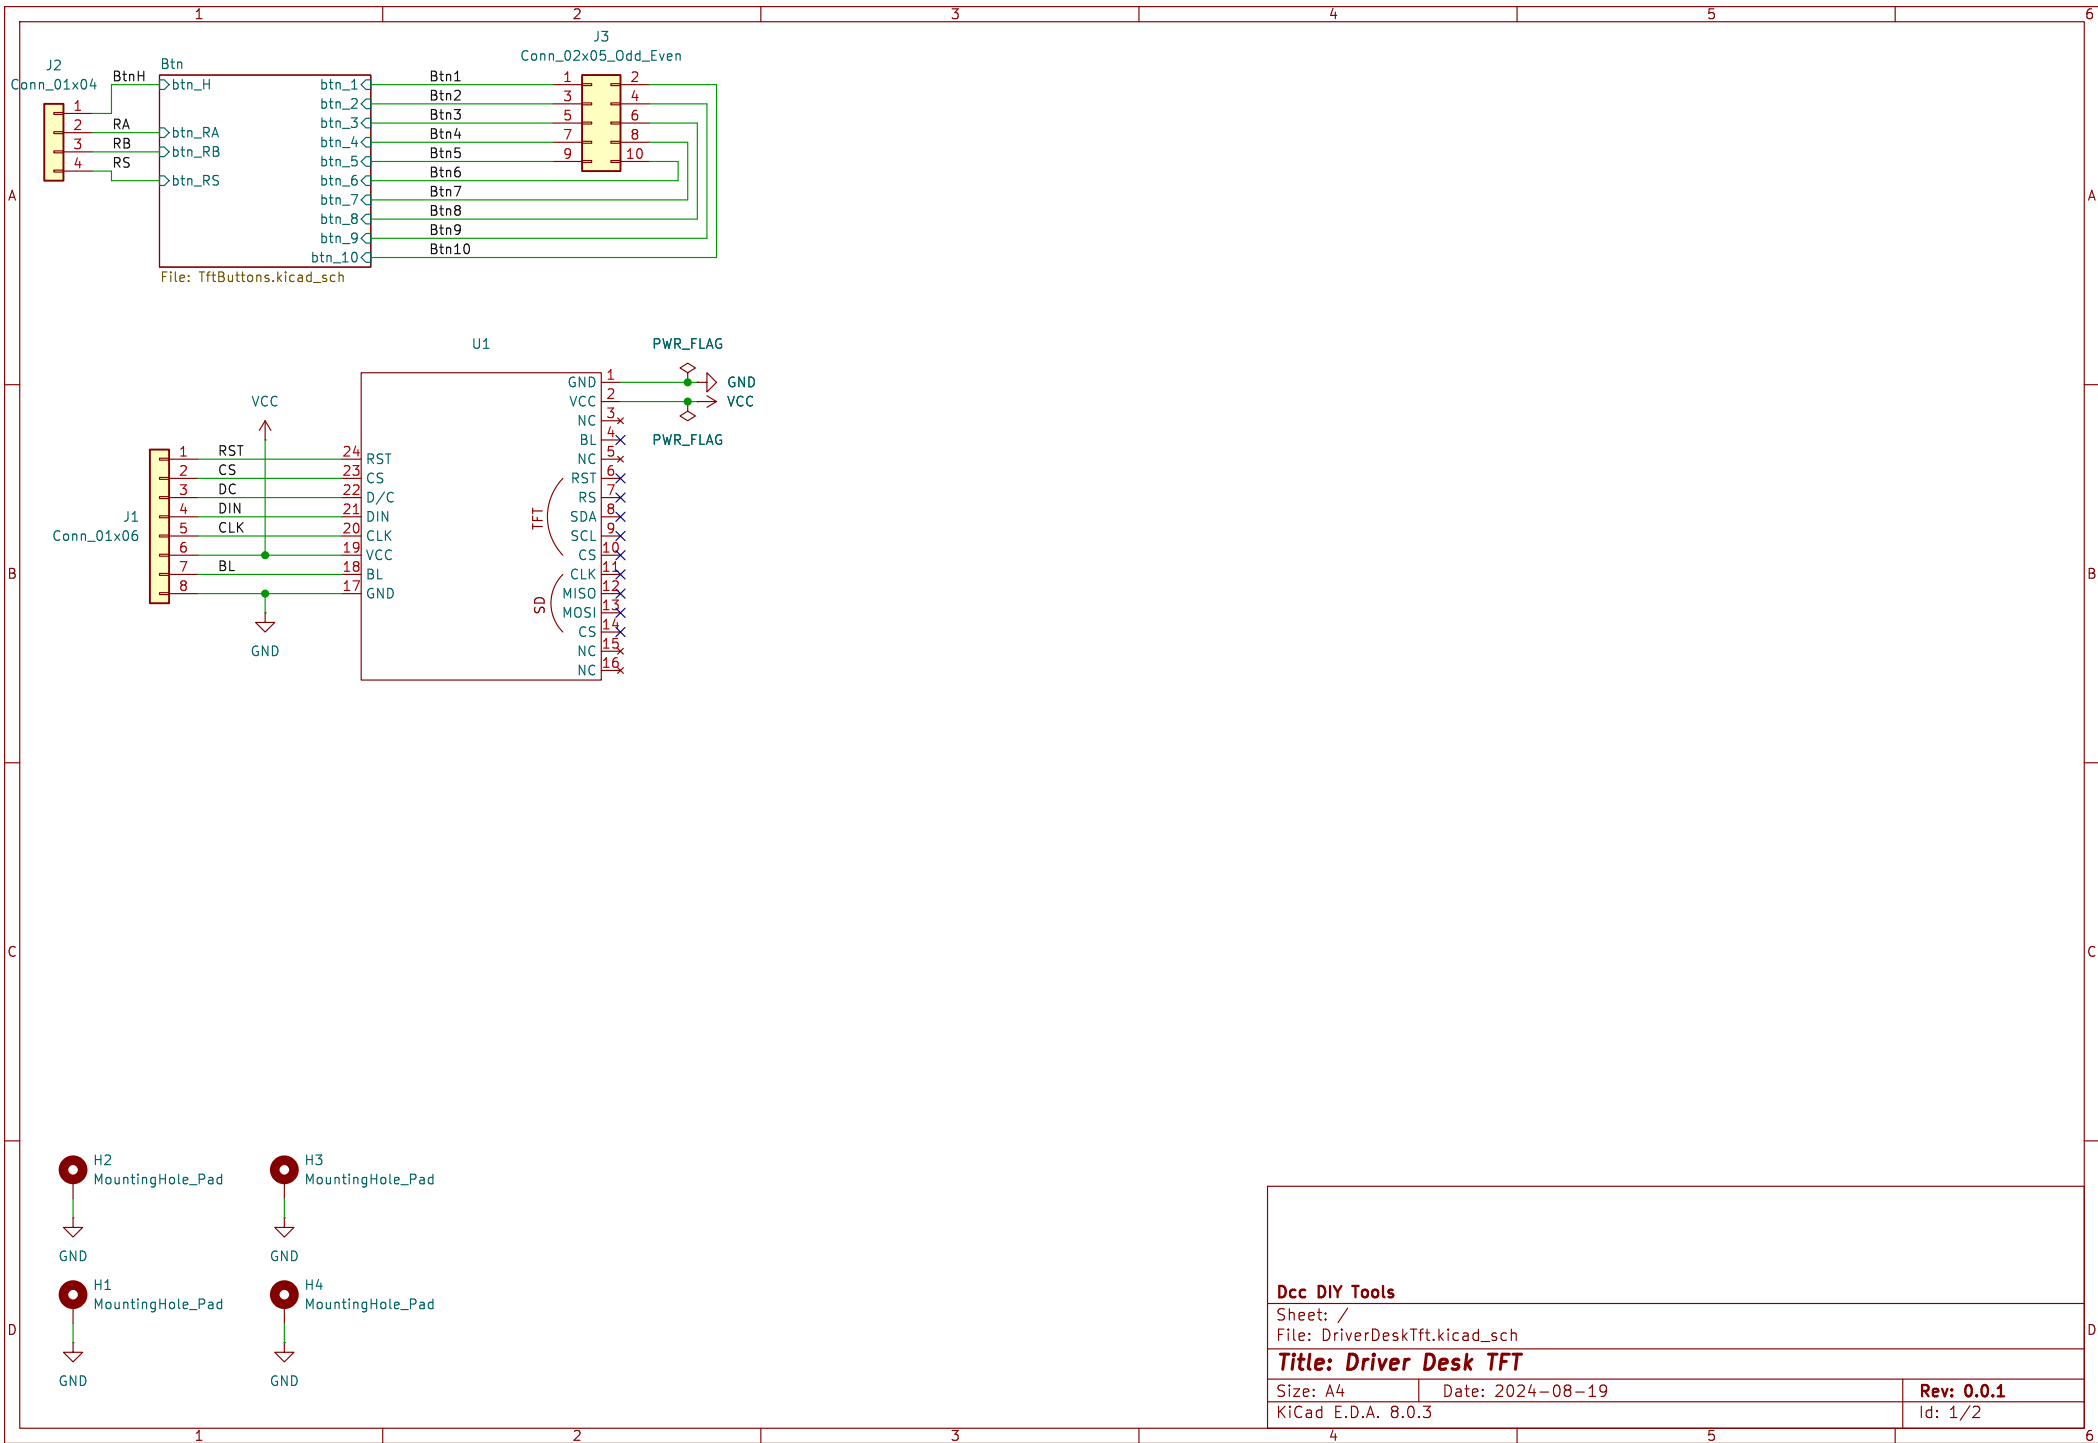 1 2 3 4 5 6
J3
Conn_02x05_Odd_Even
J2
Conn_01x04
Btn
BtnH
btn_H
RA
btn_RA
RB
btn_RB
RS
btn_RS
1
2
3
4
btn_1 Btn1 1 2
btn_2 Btn2 3 4
btn_3 Btn3 5 6
btn_4 Btn4 7 8
btn_5 Btn5 9 10
btn_6 Btn6
btn_7 Btn7
btn_8 Btn8
btn_9 Btn9
btn_10 Btn10
File: TftButtons.kicad_sch
A A
U1
PWR_FLAG
GND 1 GND
VCC 2 VCC
NC 3
BL 4 PWR_FLAG
NC 5
RST 6
RS 7
SDA 8
SCL 9
CS 10
CLK 11
MISO 12
MOSI 13
CS 14
NC 15
NC 16
TFT
SD
VCC
1 RST 24 RST
2 CS 23 CS
3 DC 22 D/C
4 DIN 21 DIN
5 CLK 20 CLK
6 19 VCC
7 BL 18 BL
8 17 GND
J1
Conn_01x06
GND
B B
C C
H2
MountingHole_Pad
GND
H3
MountingHole_Pad
GND
H1
MountingHole_Pad
GND
H4
MountingHole_Pad
GND
D D
Dcc DIY Tools
Sheet: /
File: DriverDeskTft.kicad_sch
Title: Driver Desk TFT
Size: A4 Date: 2024-08-19 Rev: 0.0.1
KiCad E.D.A. 8.0.3 Id: 1/2
1 2 3 4 5 6